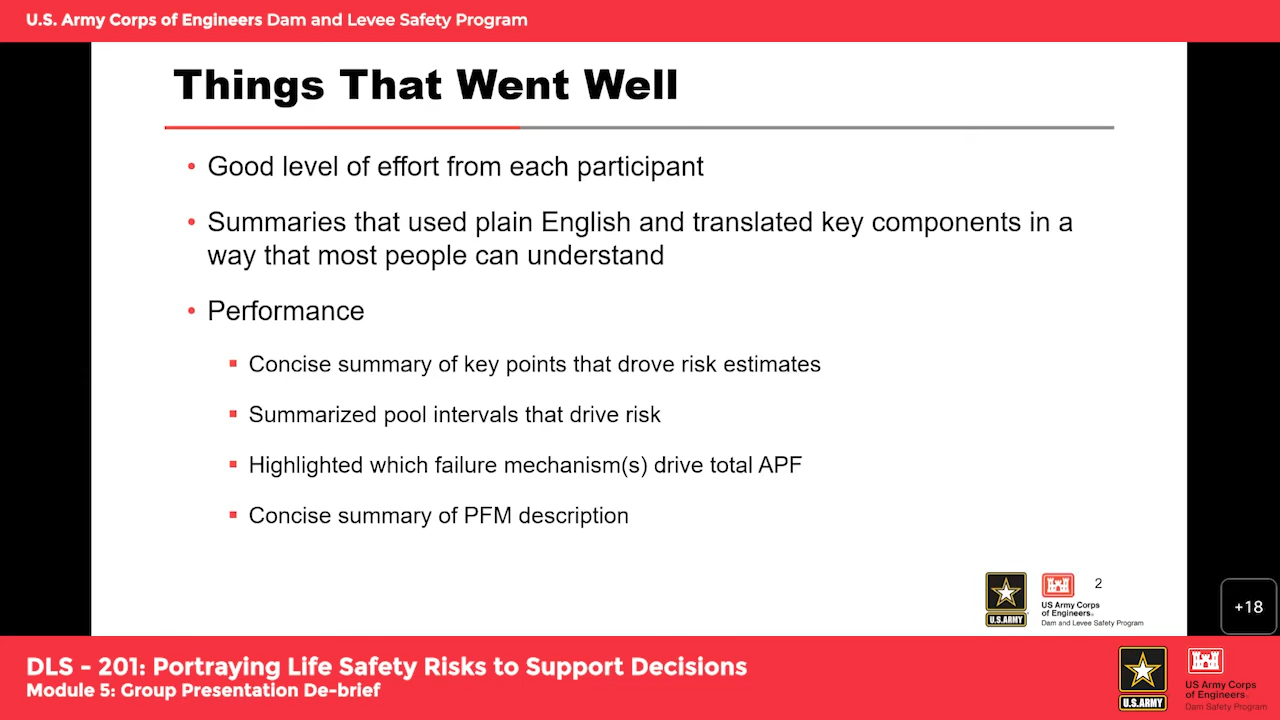 U.S. Army Corps of Engineers Dam and Levee Safety Program
Things That Went Well
• Good level of effort from each participant
• Summaries that used plain English and translated key components in a
way that most people can understand
• Performance
▪ Concise summary of key points that drove risk estimates
▪ Summarized pool intervals that drive risk
▪ Highlighted which failure mechanism(s) drive total APF
▪ Concise summary of PFM description
U.S.ARMY
US Army Corps
of Engineers®
Dam and Levee Safety Program
2
+18
DLS - 201: Portraying Life Safety Risks to Support Decisions
Module 5: Group Presentation De-brief
U.S.ARMY
US Army Corps
of Engineers®
Dam Safety Program